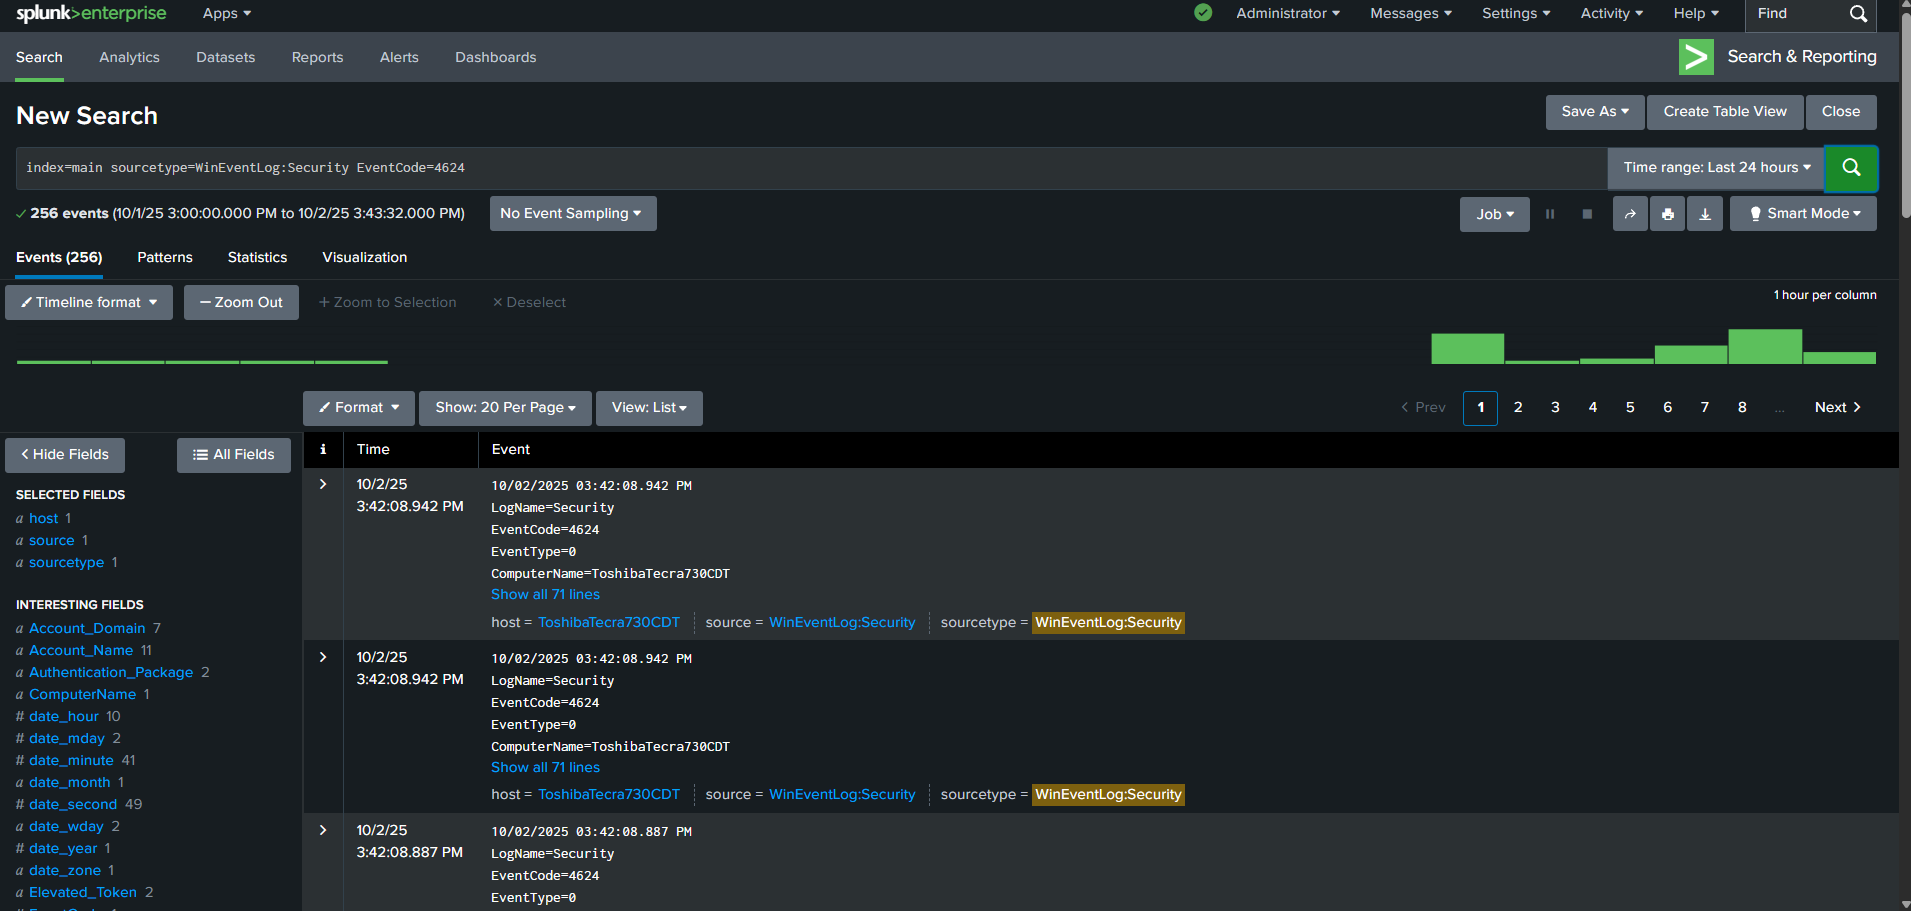 splunk>enterprise Apps Administrator Messages Settings Activity Help Find
Search Analytics Datasets Reports Alerts Dashboards Search & Reporting
New Search Save As Create Table View Close
index=main sourcetype=WinEventLog:Security EventCode=4624 Time range: Last 24 hours
256 events (10/1/25 3:00:00.000 PM to 10/2/25 3:43:32.000 PM) No Event Sampling Job Smart Mode
Events (256) Patterns Statistics Visualization
Timeline format — Zoom Out + Zoom to Selection × Deselect 1 hour per column
Format Show: 20 Per Page View: List < Prev 1 2 3 4 5 6 7 8 ... Next >
< Hide Fields All Fields
SELECTED FIELDS
a host 1
a source 1
a sourcetype 1
INTERESTING FIELDS
a Account_Domain 7
a Account_Name 11
a Authentication_Package 2
a ComputerName 1
# date_hour 10
# date_mday 2
# date_minute 41
a date_month 1
# date_second 49
a date_wday 2
# date_year 1
a date_zone 1
a Elevated_Token 2
i Time Event
> 10/2/25
3:42:08.942 PM
10/02/2025 03:42:08.942 PM
LogName=Security
EventCode=4624
EventType=0
ComputerName=ToshibaTecra730CDT
Show all 71 lines
host = ToshibaTecra730CDT source = WinEventLog:Security sourcetype = WinEventLog:Security
> 10/2/25
3:42:08.942 PM
10/02/2025 03:42:08.942 PM
LogName=Security
EventCode=4624
EventType=0
ComputerName=ToshibaTecra730CDT
Show all 71 lines
host = ToshibaTecra730CDT source = WinEventLog:Security sourcetype = WinEventLog:Security
> 10/2/25
3:42:08.887 PM
10/02/2025 03:42:08.887 PM
LogName=Security
EventCode=4624
EventType=0